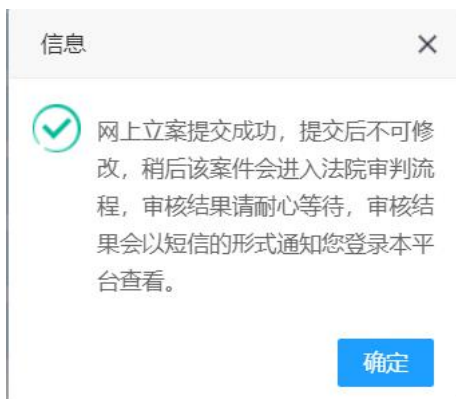 信息
网上立案提交成功，提交后不可修
改，稍后该案件会进入法院审判流
程，审核结果请耐心等待，审核结
果会以短信的形式通知您登录本平
台查看。
确定